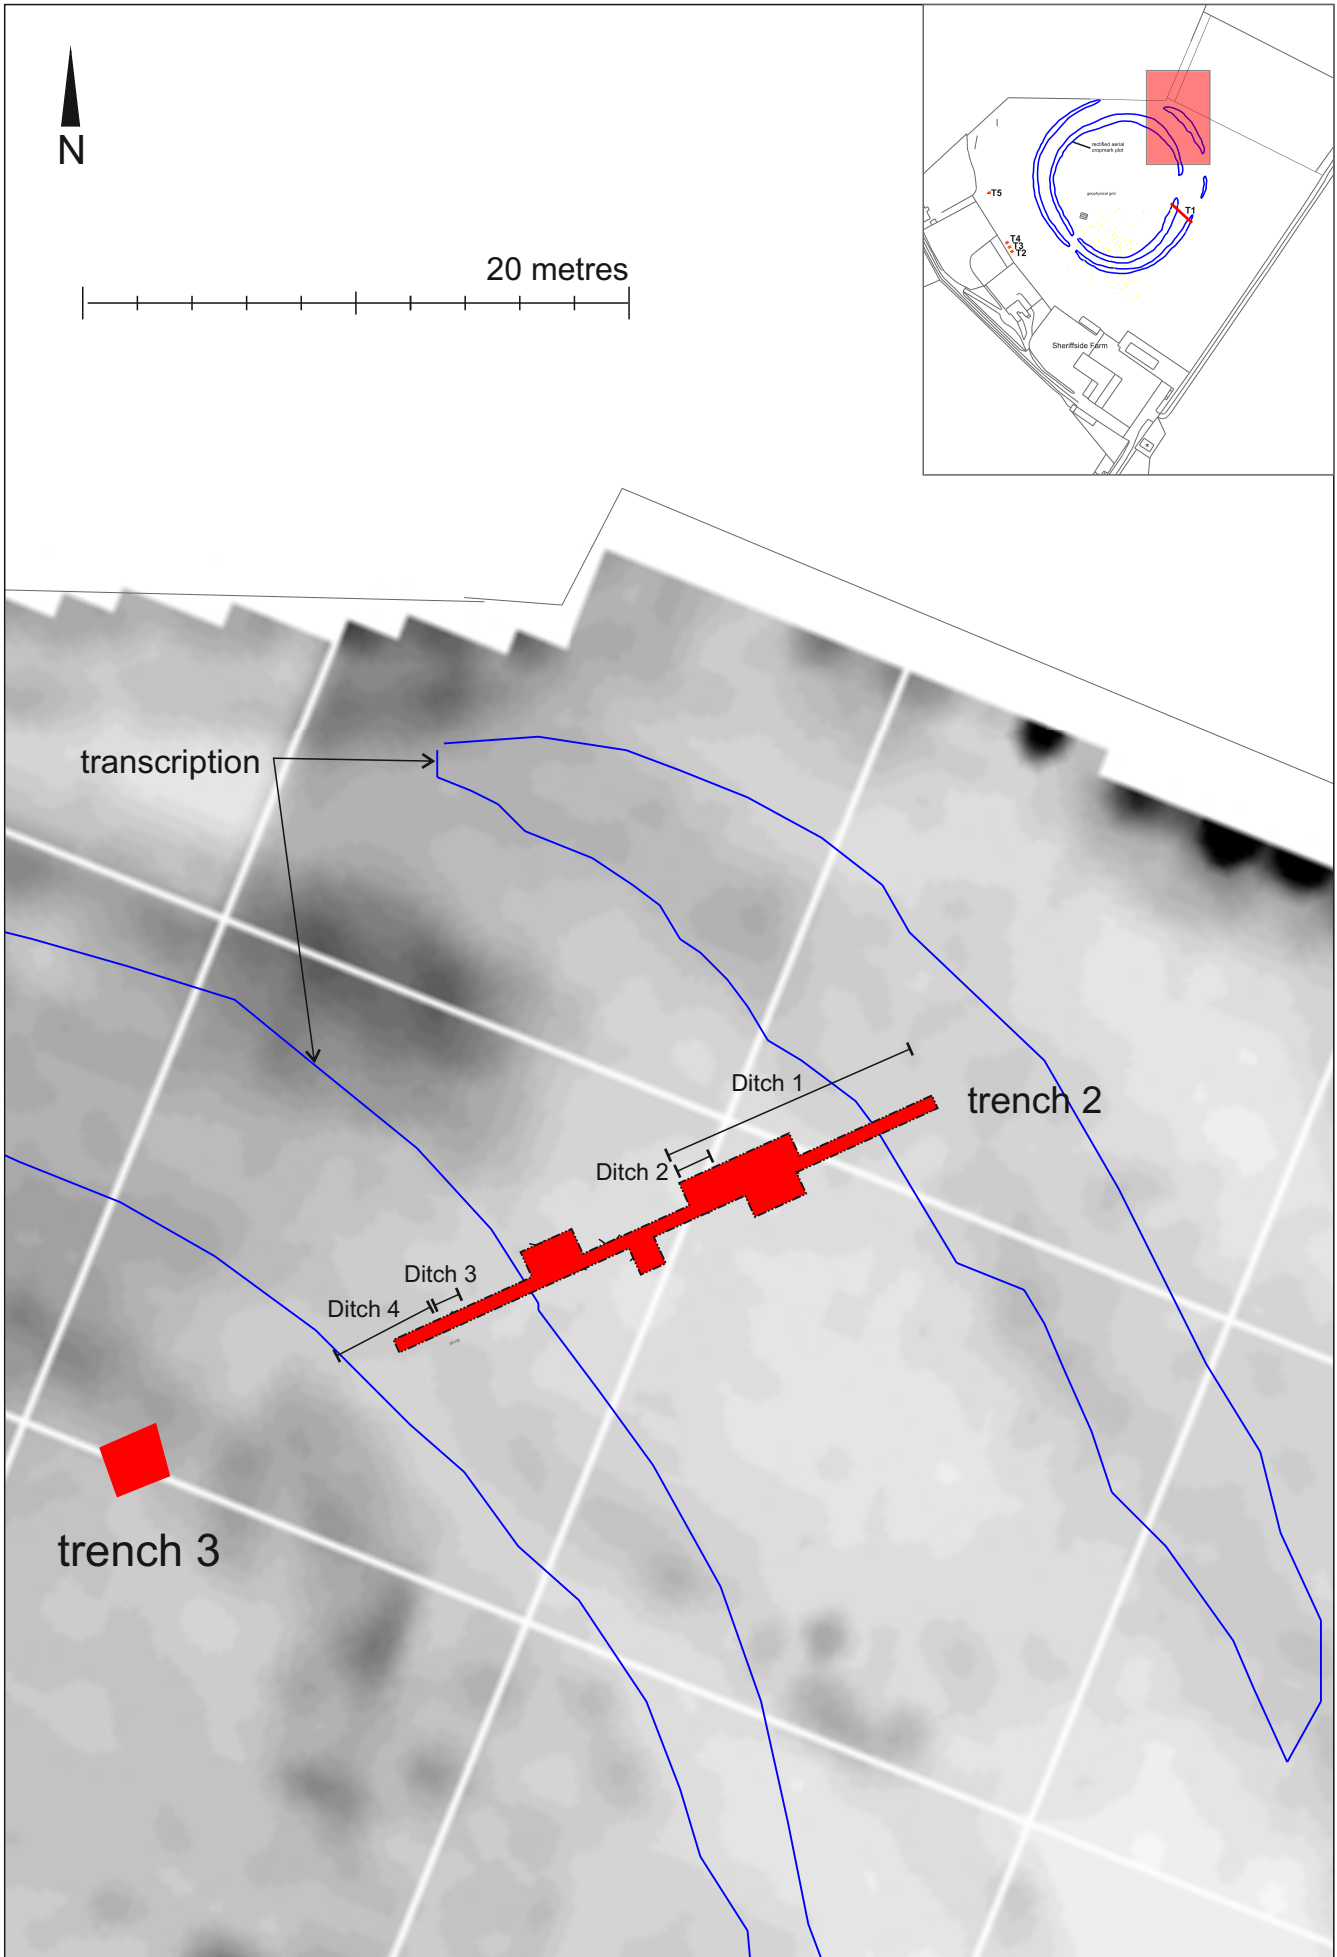 N
20 metres
rectified aerial
cropmark plot
geophysical grid
T5
T1
T4
T3
T2
Sheriffside Farm
transcription
Ditch 1
trench 2
Ditch 2
Ditch 3
Ditch 4
trench 3